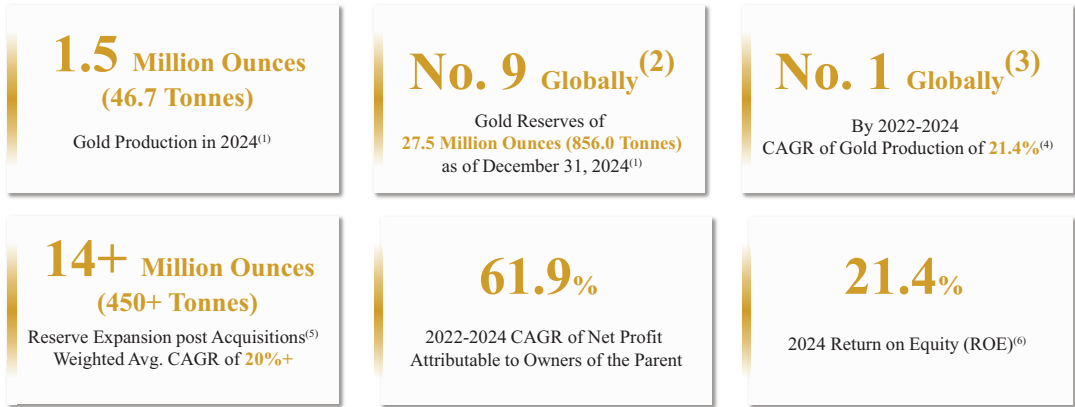 1.5 Million Ounces
(46.7 Tonnes)
Gold Production in 2024(1)
No. 9 Globally(2)
Gold Reserves of
27.5 Million Ounces (856.0 Tonnes)
as of December 31, 2024(1)
No. 1 Globally(3)
By 2022-2024
CAGR of Gold Production of 21.4%(4)
14+ Million Ounces
(450+ Tonnes)
Reserve Expansion post Acquisitions(5)
Weighted Avg. CAGR of 20%+
61.9%
2022-2024 CAGR of Net Profit
Attributable to Owners of the Parent
21.4%
2024 Return on Equity (ROE)(6)